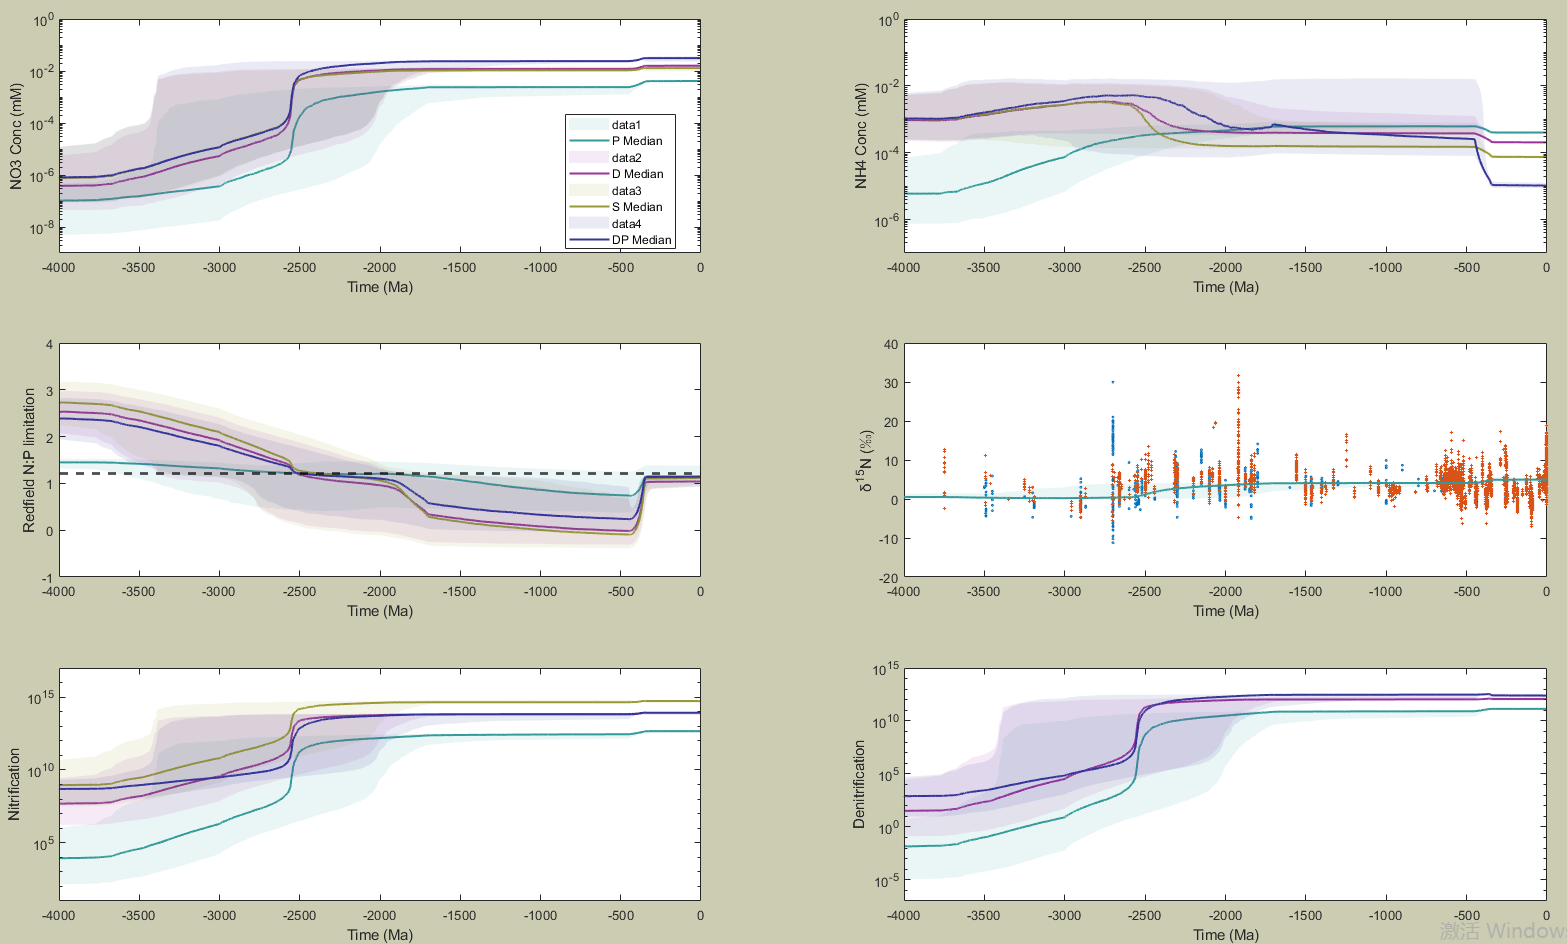 NO3 Conc (mM)
10^0
10^-2
10^-4
10^-6
10^-8
data1
P Median
data2
D Median
data3
S Median
data4
DP Median
-4000 -3500 -3000 -2500 -2000 -1500 -1000 -500 0
Time (Ma)
NH4 Conc (mM)
10^0
10^-2
10^-4
10^-6
-4000 -3500 -3000 -2500 -2000 -1500 -1000 -500 0
Time (Ma)
Redfield N:P limitation
4
3
2
1
0
-1
-4000 -3500 -3000 -2500 -2000 -1500 -1000 -500 0
Time (Ma)
δ^15N (‰)
40
30
20
10
0
-10
-20
-4000 -3500 -3000 -2500 -2000 -1500 -1000 -500 0
Time (Ma)
Nitrification
10^15
10^10
10^5
-4000 -3500 -3000 -2500 -2000 -1500 -1000 -500 0
Time (Ma)
Denitrification
10^15
10^10
10^5
10^0
10^-5
-4000 -3500 -3000 -2500 -2000 -1500 -1000 -500 0
Time (Ma)
激活 Window